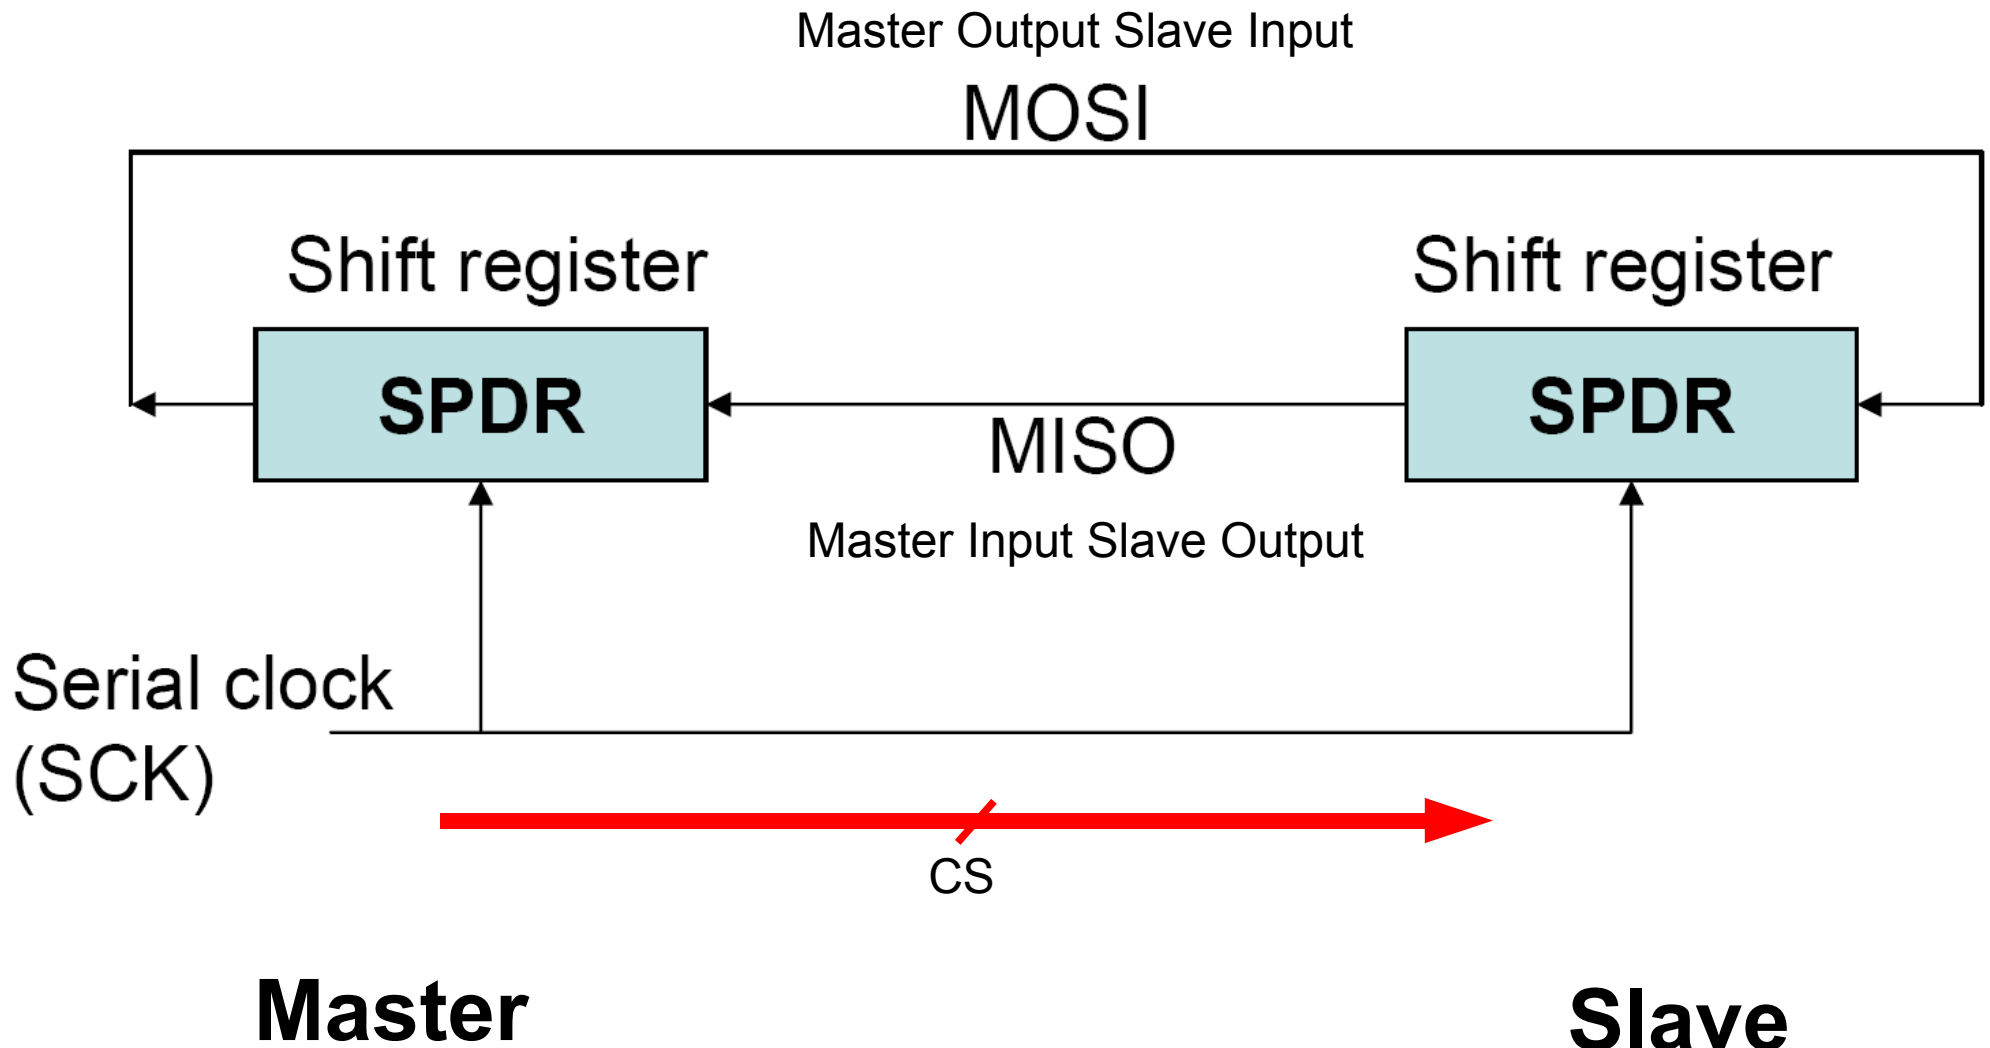 Master Output Slave Input
MOSI
Shift register
Shift register
SPDR
SPDR
MISO
Master Input Slave Output
Serial clock
(SCK)
CS
Master
Slave